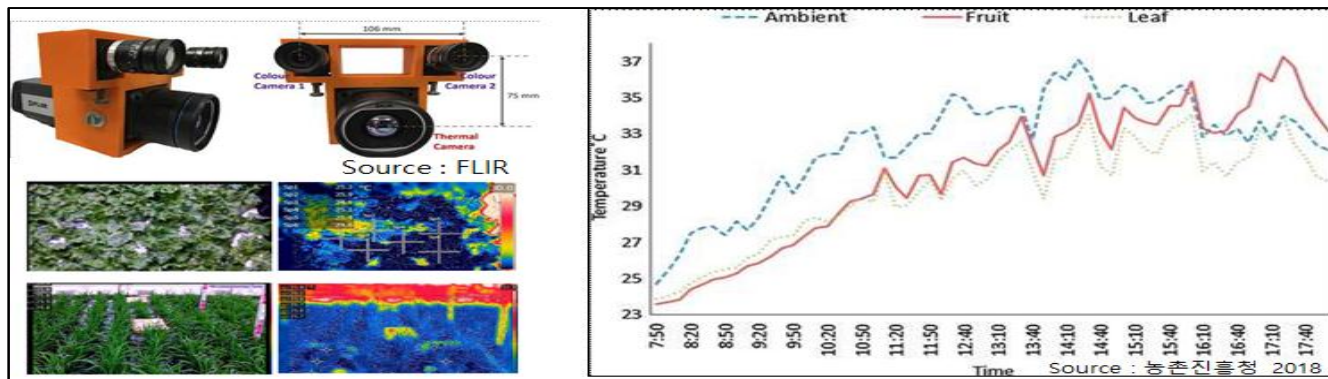 106 mm
Colour
Camera 1
Colour
Camera 2
75 mm
Thermal
Camera
FLIR
Source : FLIR
Ambient
Fruit
Leaf
Temperature°C
37
35
33
31
29
27
25
23
7:50
8:20
8:50
9:20
9:50
10:20
10:50
11:20
11:50
12:40
13:10
13:40
14:10
14:40
15:10
15:40
16:10
16:40
17:10
17:40
Time
Source : 농촌진흥청 2018